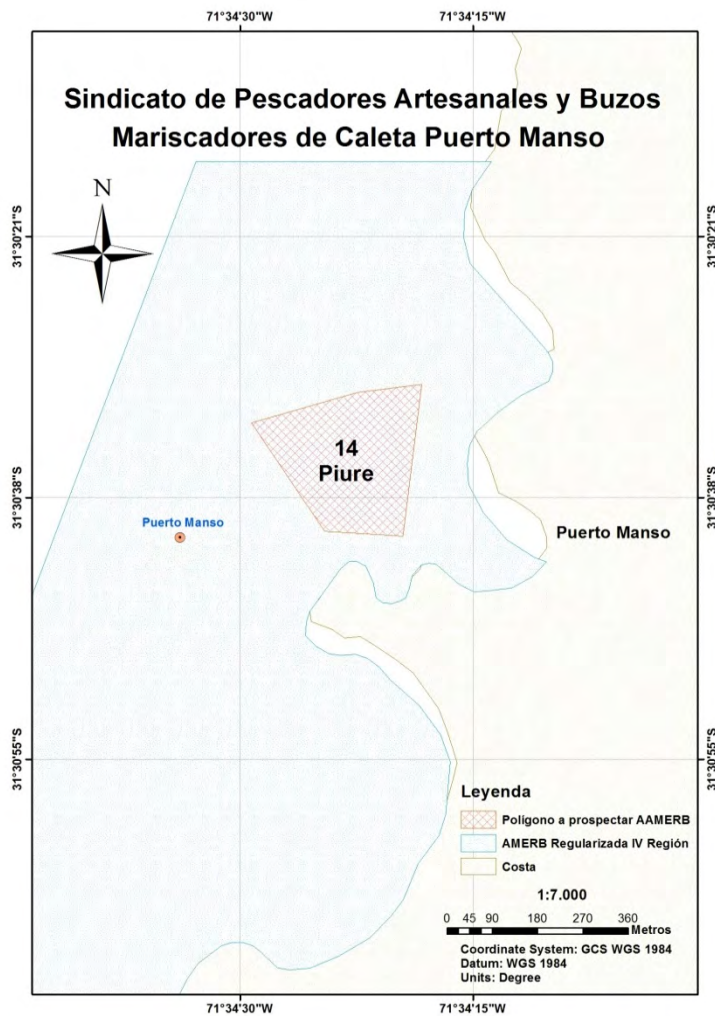 71°34'30"W
71°34'15"W
Sindicato de Pescadores Artesanales y Buzos
Mariscadores de Caleta Puerto Manso
N
31°30'21"S
31°30'21"S
14
Piure
31°30'38"S
31°30'38"S
Puerto Manso
Puerto Manso
31°30'55"S
31°30'55"S
Leyenda
Polígono a prospectar AAMERB
AMERB Regularizada IV Región
Costa
1:7.000
0 45 90 180 270 360
Metros
Coordinate System: GCS WGS 1984
Datum: WGS 1984
Units: Degree
71°34'30"W
71°34'15"W